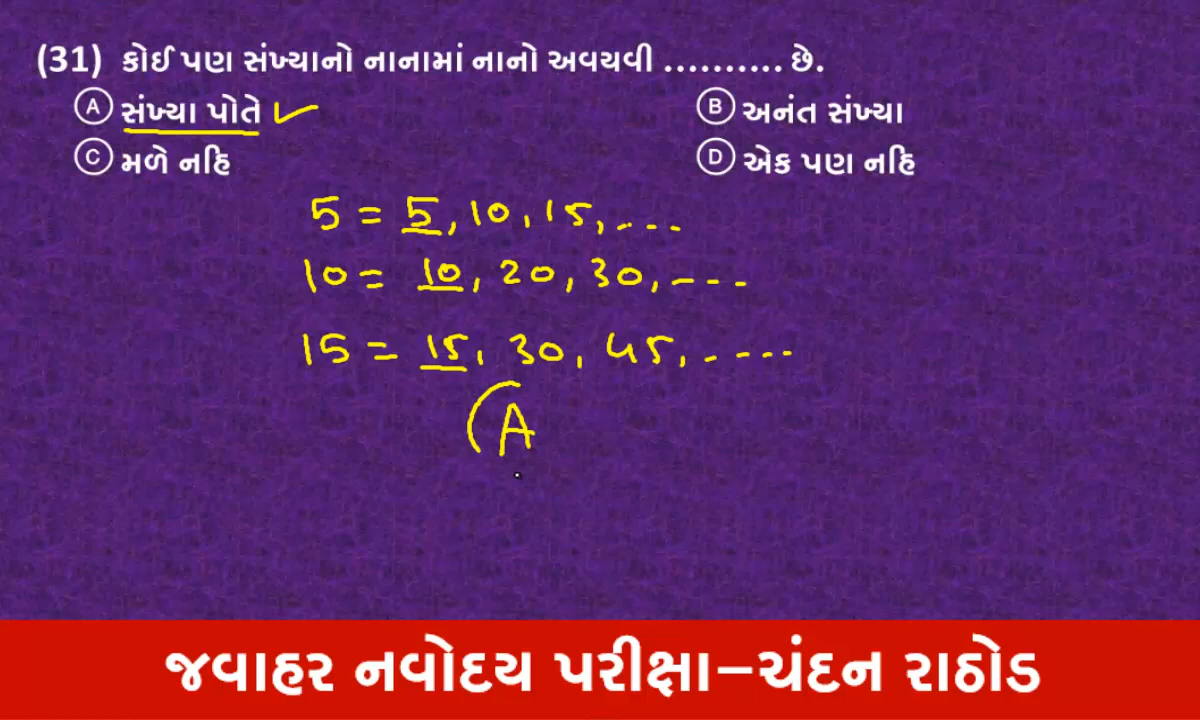 (31) કોઈ પણ સંખ્યાનો નાનામાં નાનો અવયવી .......... છે.
A સંખ્યા પોતે ✓ B અનંત સંખ્યા
C મળે નહિ D એક પણ નહિ
5 = 5, 10, 15, ...
10 = 10, 20, 30, ---
15 = 15, 30, 45, ....
(A
જવાહર નવોદય પરીક્ષા–ચંદન રાઠોડ